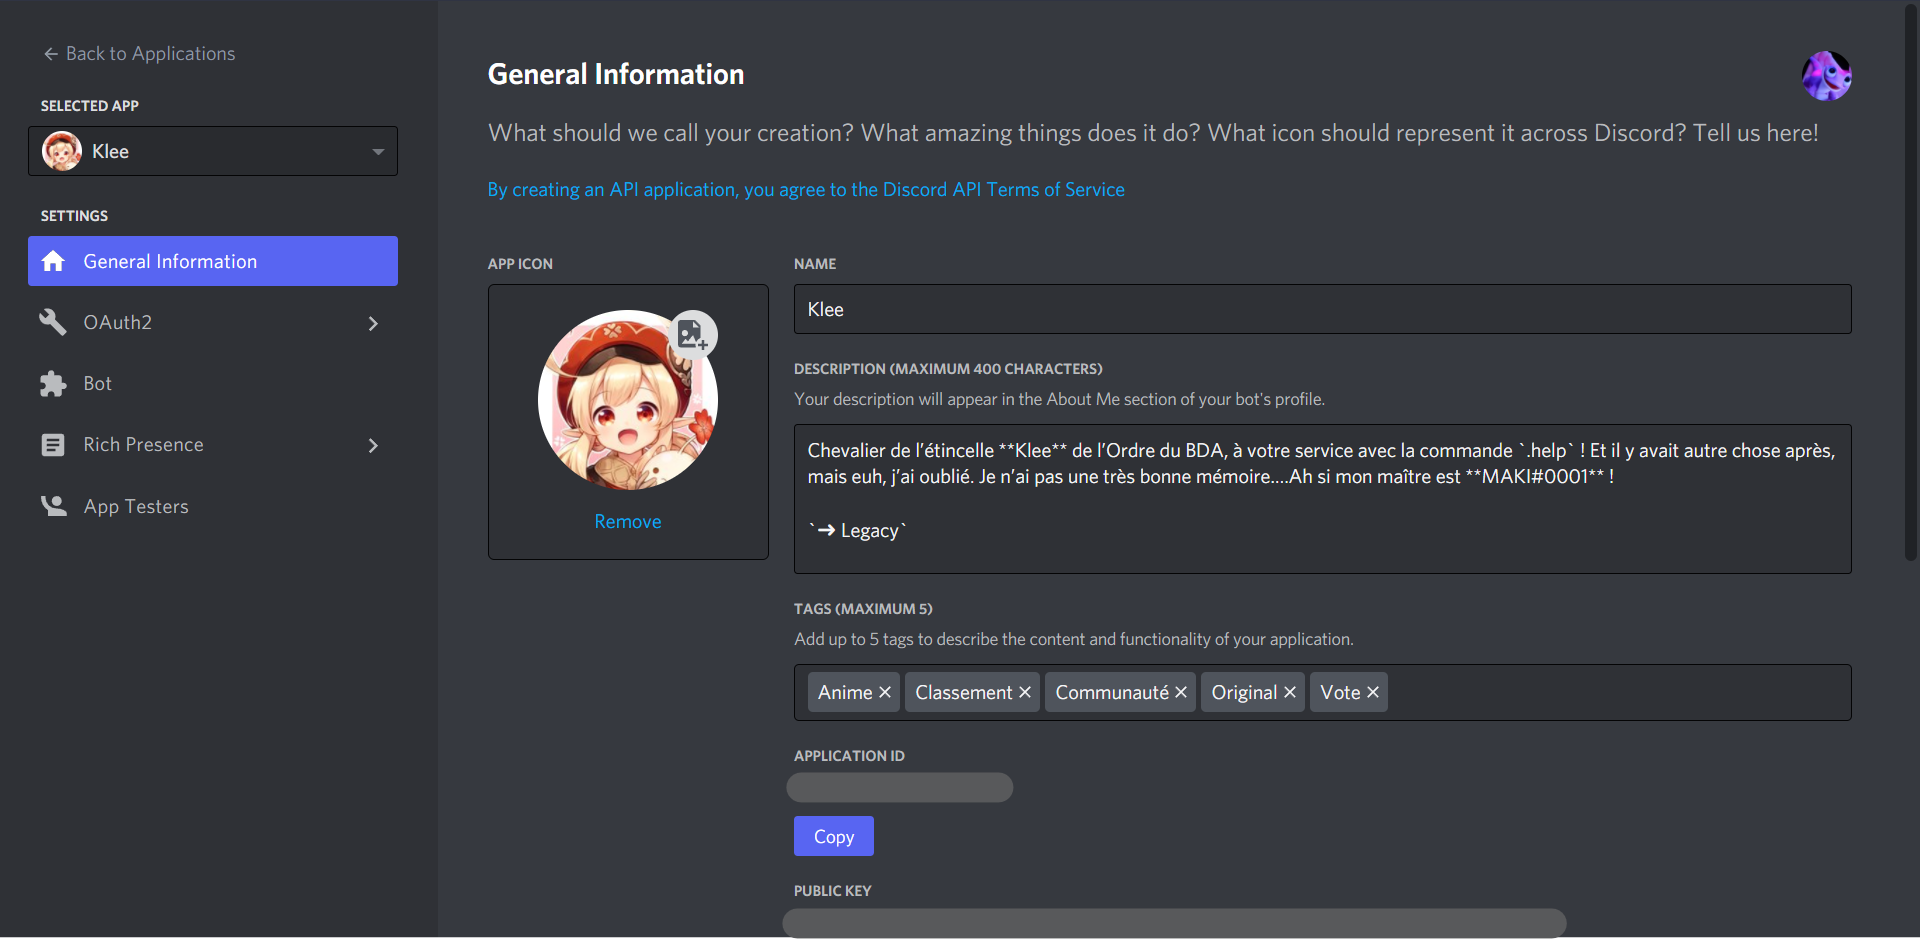 Back to Applications
SELECTED APP
Klee
SETTINGS
General Information
OAuth2
Bot
Rich Presence
App Testers
General Information
What should we call your creation? What amazing things does it do? What icon should represent it across Discord? Tell us here!
By creating an API application, you agree to the Discord API Terms of Service
APP ICON
Remove
NAME
Klee
DESCRIPTION (MAXIMUM 400 CHARACTERS)
Your description will appear in the About Me section of your bot's profile.
Chevalier de l’étincelle **Klee** de l’Ordre du BDA, à votre service avec la commande `.help` ! Et il y avait autre chose après,
mais euh, j’ai oublié. Je n’ai pas une très bonne mémoire....Ah si mon maître est **MAKI#0001** !
`➜ Legacy`
TAGS (MAXIMUM 5)
Add up to 5 tags to describe the content and functionality of your application.
Anime ✕ Classement ✕ Communauté ✕ Original ✕ Vote ✕
APPLICATION ID
Copy
PUBLIC KEY